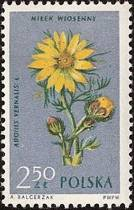 MIŁEK WIOSENNY
ADONIS VERNALIS L.
2.50 ZŁ
POLSKA
A. BALCERZAK
PWPW